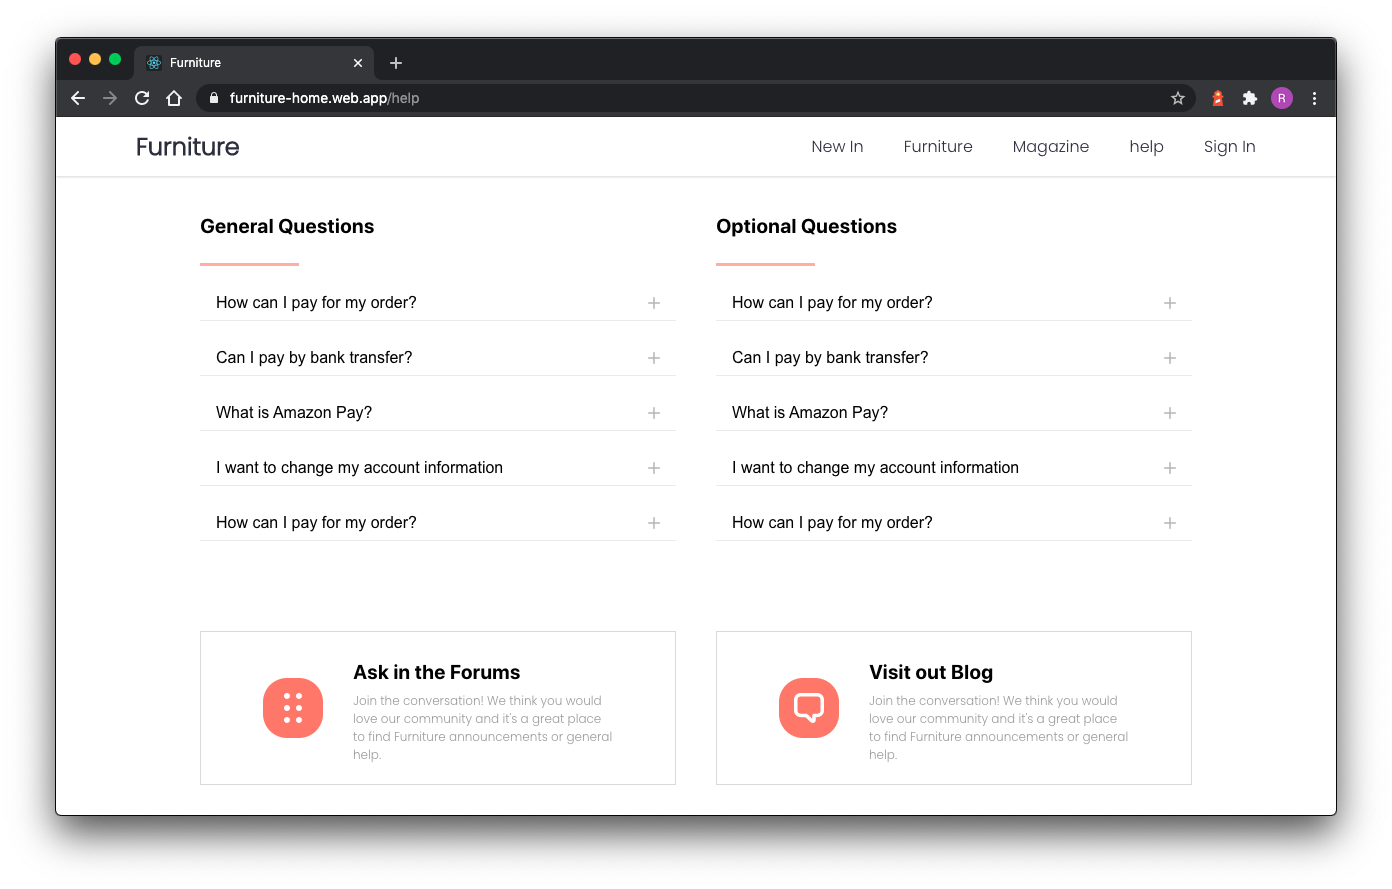 Furniture
furniture-home.web.app/help
R
Furniture
New In Furniture Magazine help Sign In
General Questions
How can I pay for my order?
Can I pay by bank transfer?
What is Amazon Pay?
I want to change my account information
How can I pay for my order?
Optional Questions
How can I pay for my order?
Can I pay by bank transfer?
What is Amazon Pay?
I want to change my account information
How can I pay for my order?
Ask in the Forums
Join the conversation! We think you would
love our community and it's a great place
to find Furniture announcements or general
help.
Visit out Blog
Join the conversation! We think you would
love our community and it's a great place
to find Furniture announcements or general
help.